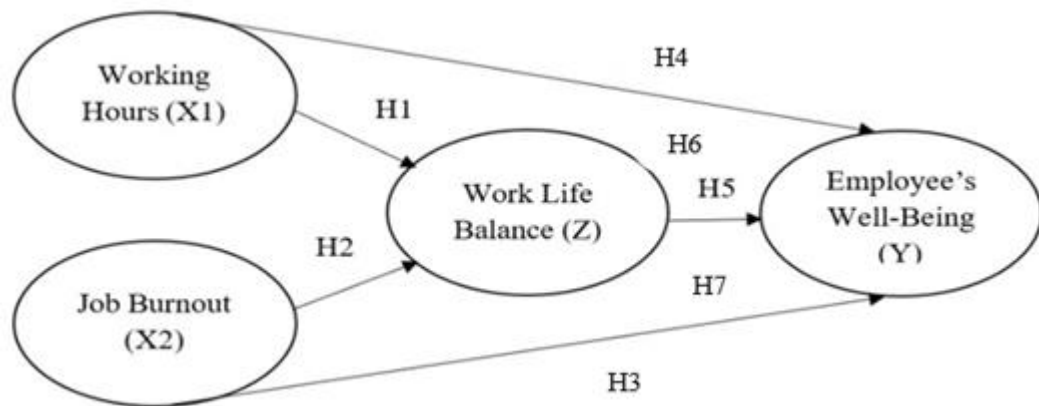 Working
Hours (X1)
H4
H1
H6
Work Life
Balance (Z)
H5
Employee’s
Well-Being
(Y)
H2
Job Burnout
(X2)
H7
H3